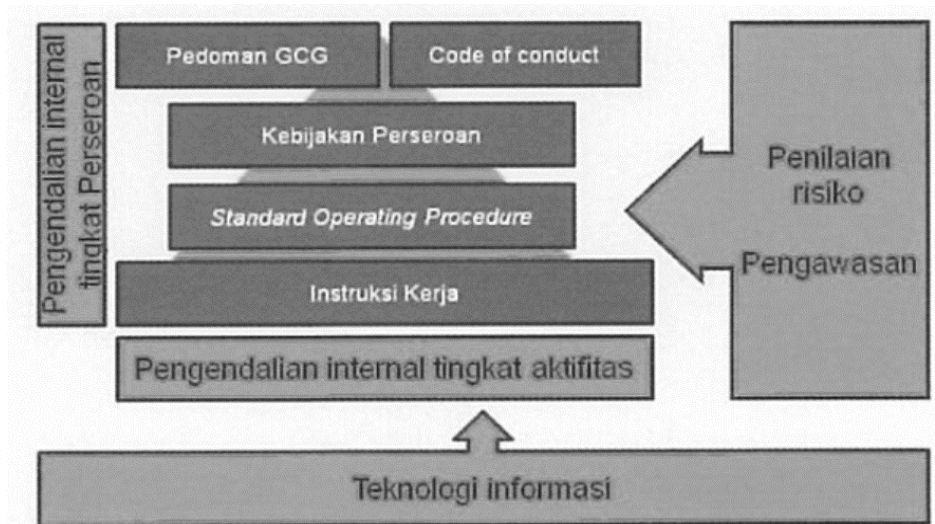 Pengendalian internal
tingkat Perseroan
Pedoman GCG
Code of conduct
Kebijakan Perseroan
Standard Operating Procedure
Instruksi Kerja
Pengendalian internal tingkat aktifitas
Penilaian
risiko
Pengawasan
Teknologi informasi